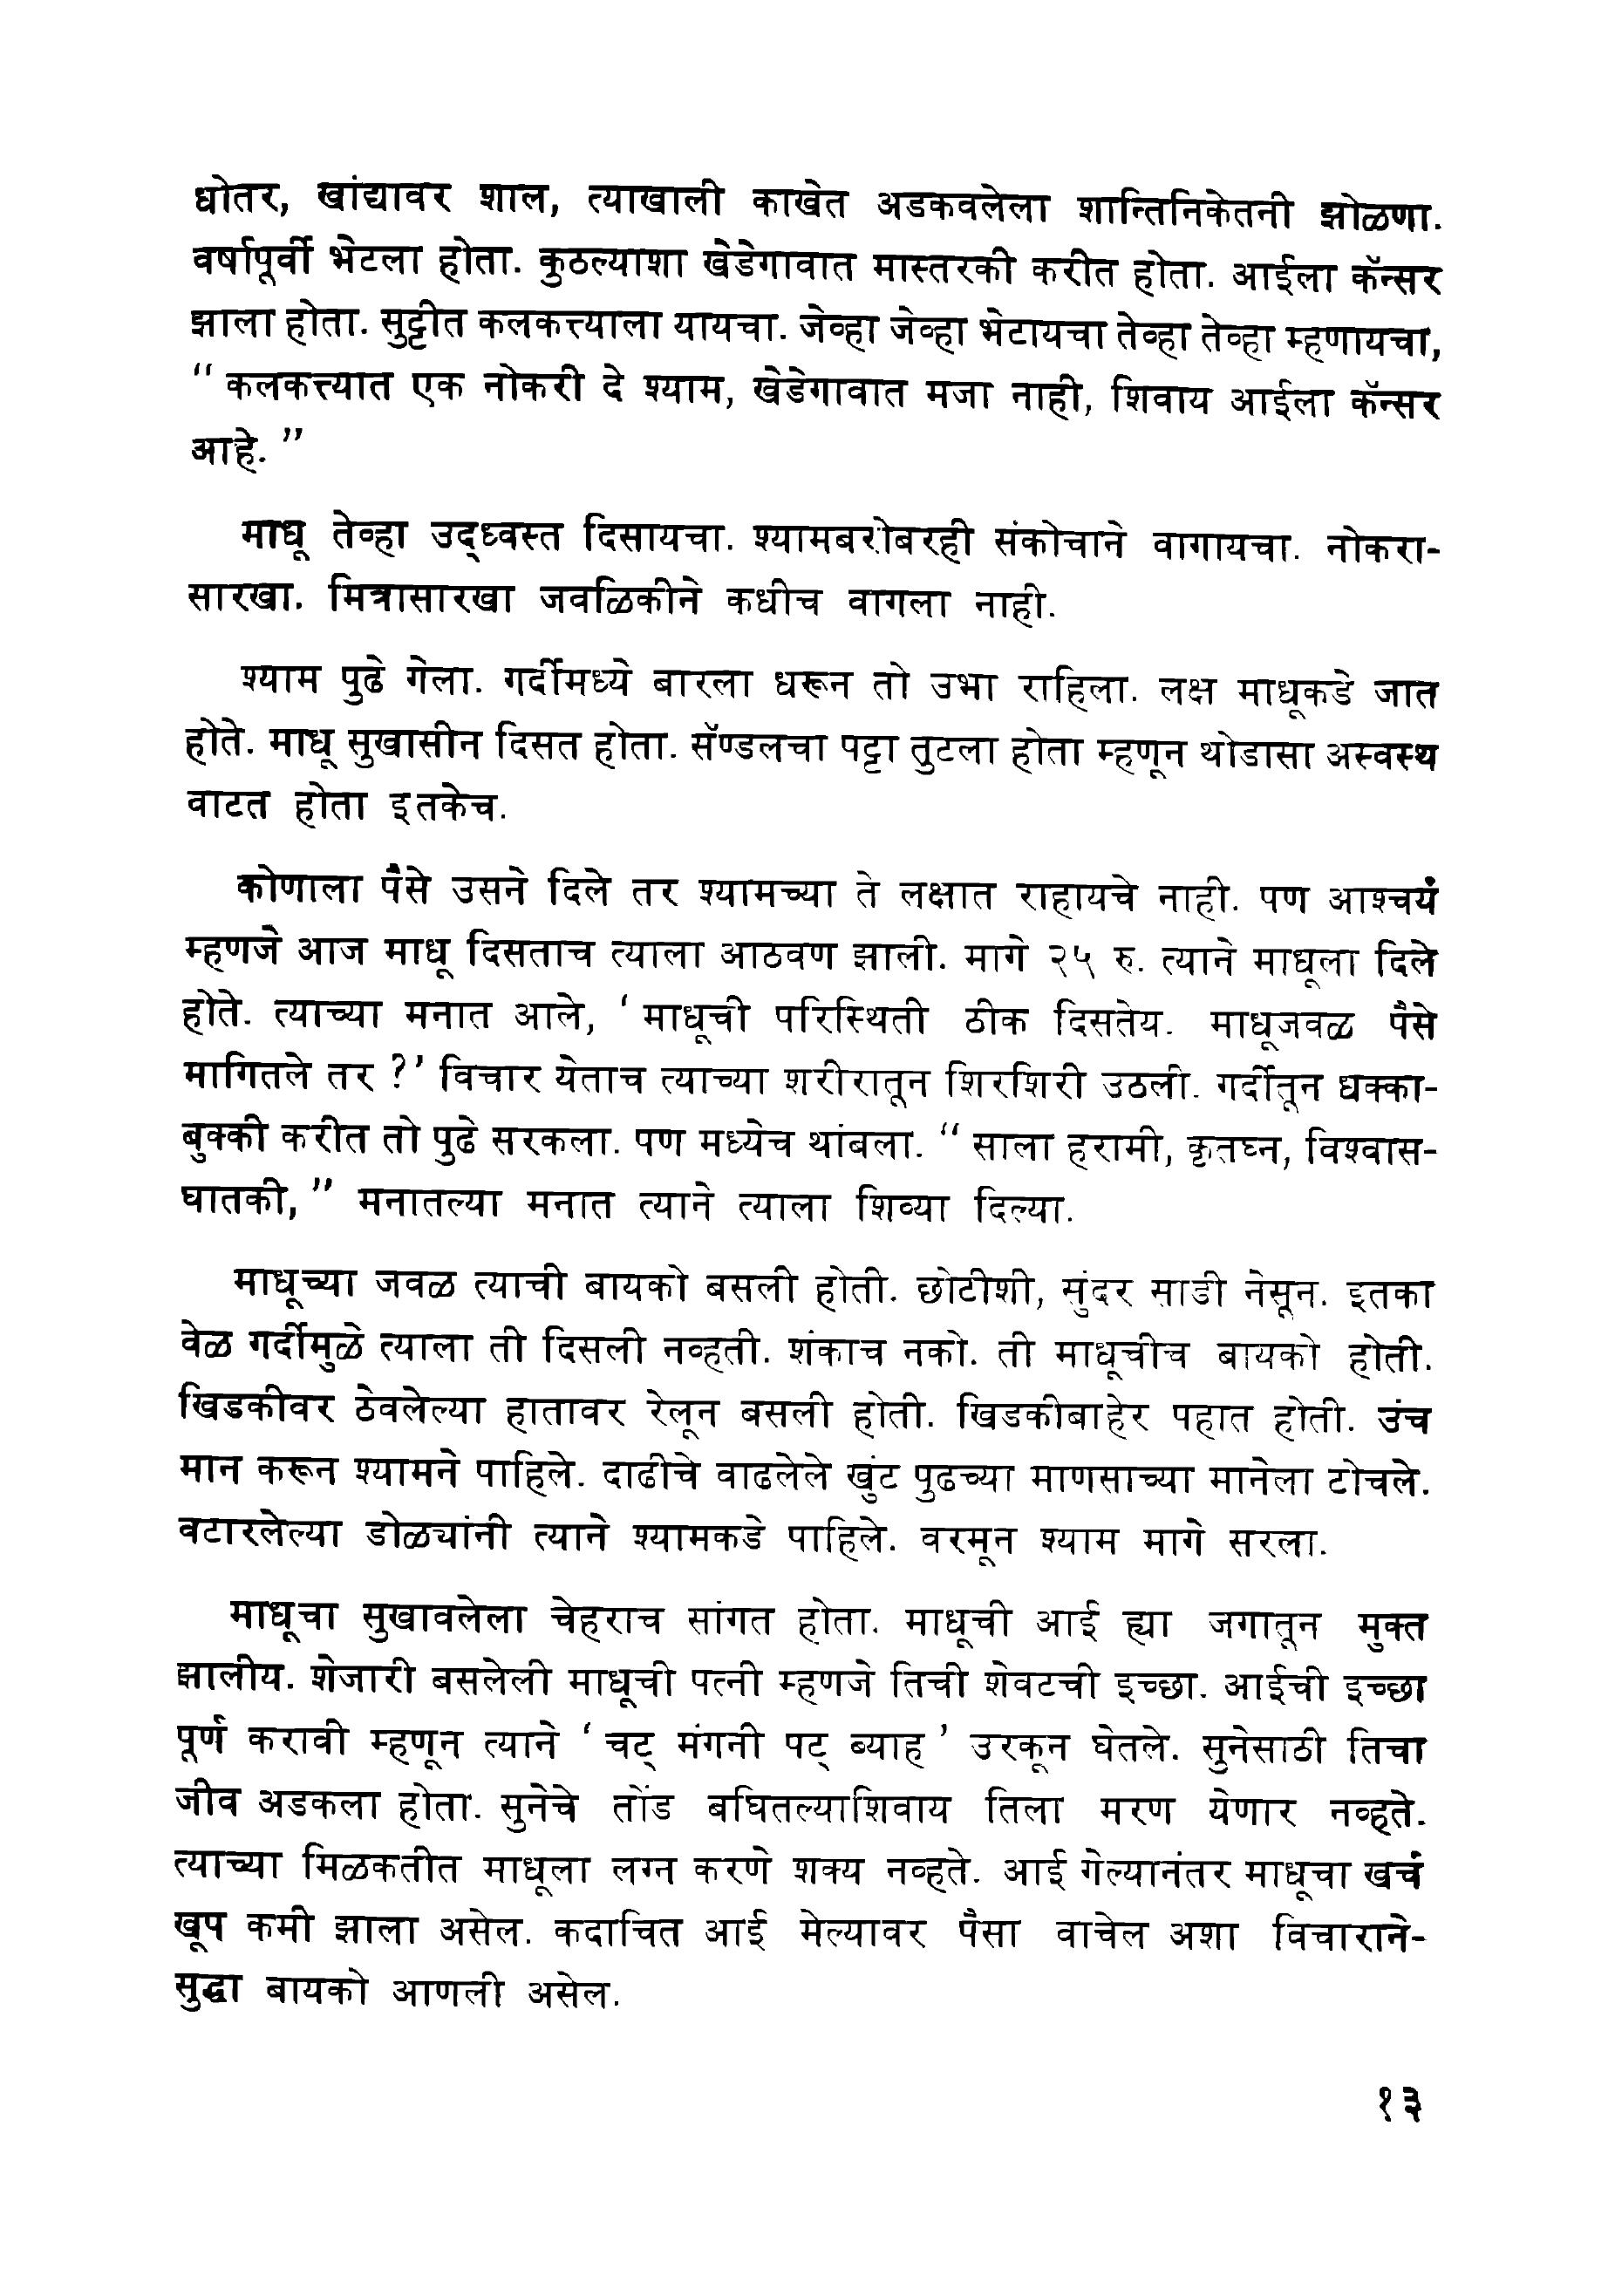 धोतर, खांद्यावर शाल, त्याखाली काखेत अडकवलेला शान्तिनिकेतनी झोळणा.
वर्षापूर्वी भेटला होता. कुठल्याशा खेडेगावात मास्तरकी करीत होता. आईला कॅन्सर
झाला होता. सुट्टीत कलकत्त्याला यायचा. जेव्हा जेव्हा भेटायचा तेव्हा तेव्हा म्हणायचा,
“ कलकत्त्यात एक नोकरी दे श्याम, खेडेगावात मजा नाही, शिवाय आईला कॅन्सर
आहे. ”
माधू तेव्हा उद्ध्वस्त दिसायचा. श्यामबरोबरही संकोचाने वागायचा. नोकरा-
सारखा. मित्रासारखा जवळिकीने कधीच वागला नाही.
श्याम पुढे गेला. गर्दीमध्ये बारला धरून तो उभा राहिला. लक्ष माधूकडे जात
होते. माधू सुखासीन दिसत होता. सॅण्डलचा पट्टा तुटला होता म्हणून थोडासा अस्वस्थ
वाटत होता इतकेच.
कोणाला पैसे उसने दिले तर श्यामच्या ते लक्षात राहायचे नाही. पण आश्चर्य
म्हणजे आज माधू दिसताच त्याला आठवण झाली. मागे २५ रु. त्याने माधूला दिले
होते. त्याच्या मनात आले, ‘ माधूची परिस्थिती ठीक दिसतेय. माधूजवळ पैसे
मागितले तर ?’ विचार येताच त्याच्या शरीरातून शिरशिरी उठली. गर्दीतून धक्का-
बुक्की करीत तो पुढे सरकला. पण मध्येच थांबला. “ साला हरामी, कृतघ्न, विश्वास-
घातकी, ” मनातल्या मनात त्याने त्याला शिव्या दिल्या.
माधूच्या जवळ त्याची बायको बसली होती. छोटीशी, सुंदर साडी नेसून. इतका
वेळ गर्दीमुळे त्याला ती दिसली नव्हती. शंकाच नको. ती माधूचीच बायको होती.
खिडकीवर ठेवलेल्या हातावर रेलून बसली होती. खिडकीबाहेर पहात होती. उंच
मान करून श्यामने पाहिले. दाढीचे वाढलेले खुंट पुढच्या माणसाच्या मानेला टोचले.
वटारलेल्या डोळ्यांनी त्याने श्यामकडे पाहिले. वरमून श्याम मागे सरला.
माधूचा सुखावलेला चेहराच सांगत होता. माधूची आई ह्या जगातून मुक्त
झालीय. शेजारी बसलेली माधूची पत्नी म्हणजे तिची शेवटची इच्छा. आईची इच्छा
पूर्ण करावी म्हणून त्याने ‘ चट् मंगनी पट् ब्याह ’ उरकून घेतले. सुनेसाठी तिचा
जीव अडकला होता. सुनेचे तोंड बघितल्याशिवाय तिला मरण येणार नव्हते.
त्याच्या मिळकतीत माधूला लग्न करणे शक्य नव्हते. आई गेल्यानंतर माधूचा खर्च
खूप कमी झाला असेल. कदाचित आई मेल्यावर पैसा वाचेल अशा विचाराने-
सुद्धा बायको आणली असेल.
१३